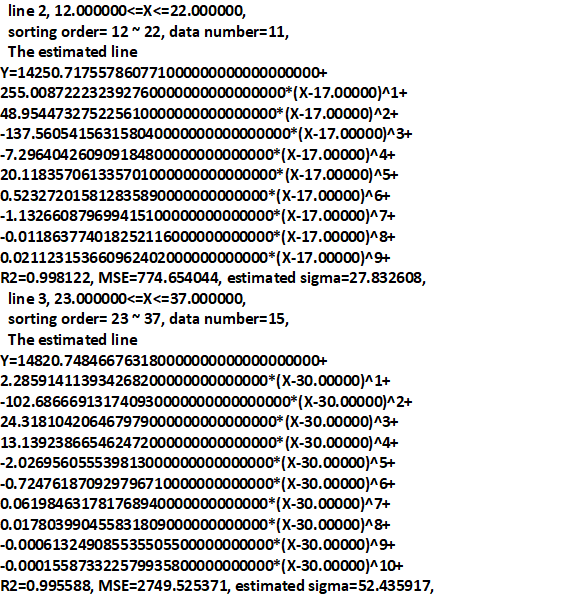 line 2, 12.000000<=X<=22.000000,
sorting order= 12 ~ 22, data number=11,
The estimated line
Y=14250.717557860771000000000000000000+
255.008722232392760000000000000000*(X-17.00000)^1+
48.954473275225610000000000000000*(X-17.00000)^2+
-137.560541563158040000000000000000*(X-17.00000)^3+
-7.296404260909184800000000000000*(X-17.00000)^4+
20.118357061335701000000000000000*(X-17.00000)^5+
0.523272015812835890000000000000*(X-17.00000)^6+
-1.132660879699415100000000000000*(X-17.00000)^7+
-0.011863774018252116000000000000*(X-17.00000)^8+
0.021123153660962402000000000000*(X-17.00000)^9+
R2=0.998122, MSE=774.654044, estimated sigma=27.832608,
line 3, 23.000000<=X<=37.000000,
sorting order= 23 ~ 37, data number=15,
The estimated line
Y=14820.748466763180000000000000000000+
2.285914113934268200000000000000*(X-30.00000)^1+
-102.686669131740930000000000000000*(X-30.00000)^2+
24.318104206467979000000000000000*(X-30.00000)^3+
13.139238665462472000000000000000*(X-30.00000)^4+
-2.026956055539813000000000000000*(X-30.00000)^5+
-0.724761870929796710000000000000*(X-30.00000)^6+
0.061984631781768940000000000000*(X-30.00000)^7+
0.017803990455831809000000000000*(X-30.00000)^8+
-0.000613249085535505500000000000*(X-30.00000)^9+
-0.000155873322579935800000000000*(X-30.00000)^10+
R2=0.995588, MSE=2749.525371, estimated sigma=52.435917,